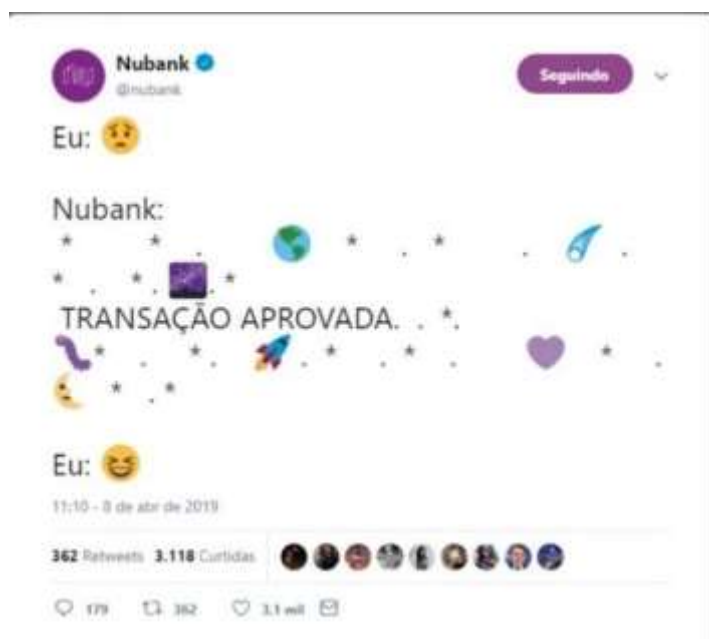 Nubank
@nubank
Seguindo
Eu: 😟
Nubank:
* * . 🌎 * . * . ☄️ .
* . * . 🌌 . *
TRANSAÇÃO APROVADA. . *.
🐛* . *. 🚀 . * . * . 💜 * .
🌜 * . *
Eu: 😆
11:10 - 8 de abr de 2019
362 Retweets 3.118 Curtidas
179 362 3.1 mil